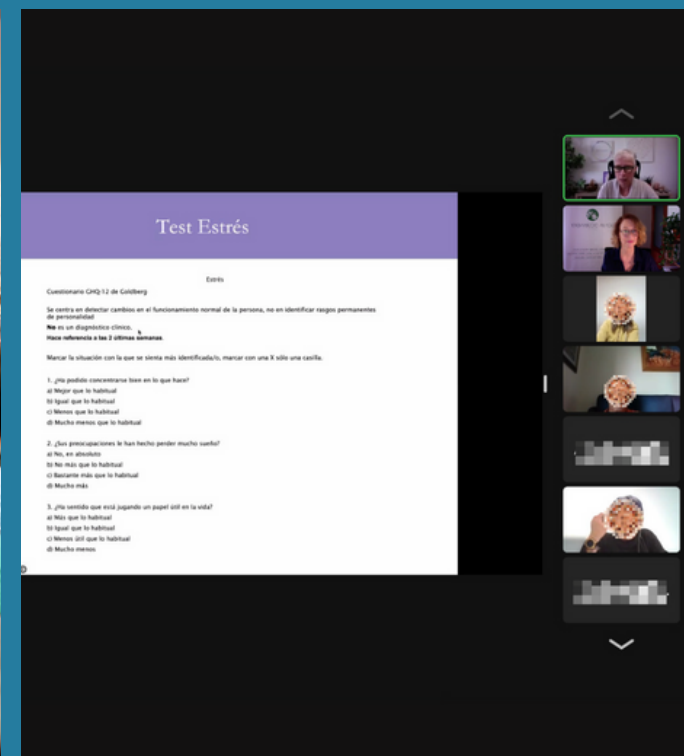 Test Estrés
Estrés
Cuestionario GHQ-12 de Goldberg
Se centra en detectar cambios en el funcionamiento normal de la persona, no en identificar rasgos permanentes
de personalidad
No es un diagnóstico clínico.
Hace referencia a las 2 últimas semanas.
Marcar la situación con la que se sienta más identificada/o, marcar con una X sólo una casilla.
1. ¿Ha podido concentrarse bien en lo que hace?
a) Mejor que lo habitual
b) Igual que lo habitual
c) Menos que lo habitual
d) Mucho menos que lo habitual
2. ¿Sus preocupaciones le han hecho perder mucho sueño?
a) No, en absoluto
b) No más que lo habitual
c) Bastante más que lo habitual
d) Mucho más
3. ¿Ha sentido que está jugando un papel útil en la vida?
a) Más que lo habitual
b) Igual que lo habitual
c) Menos útil que lo habitual
d) Mucho menos